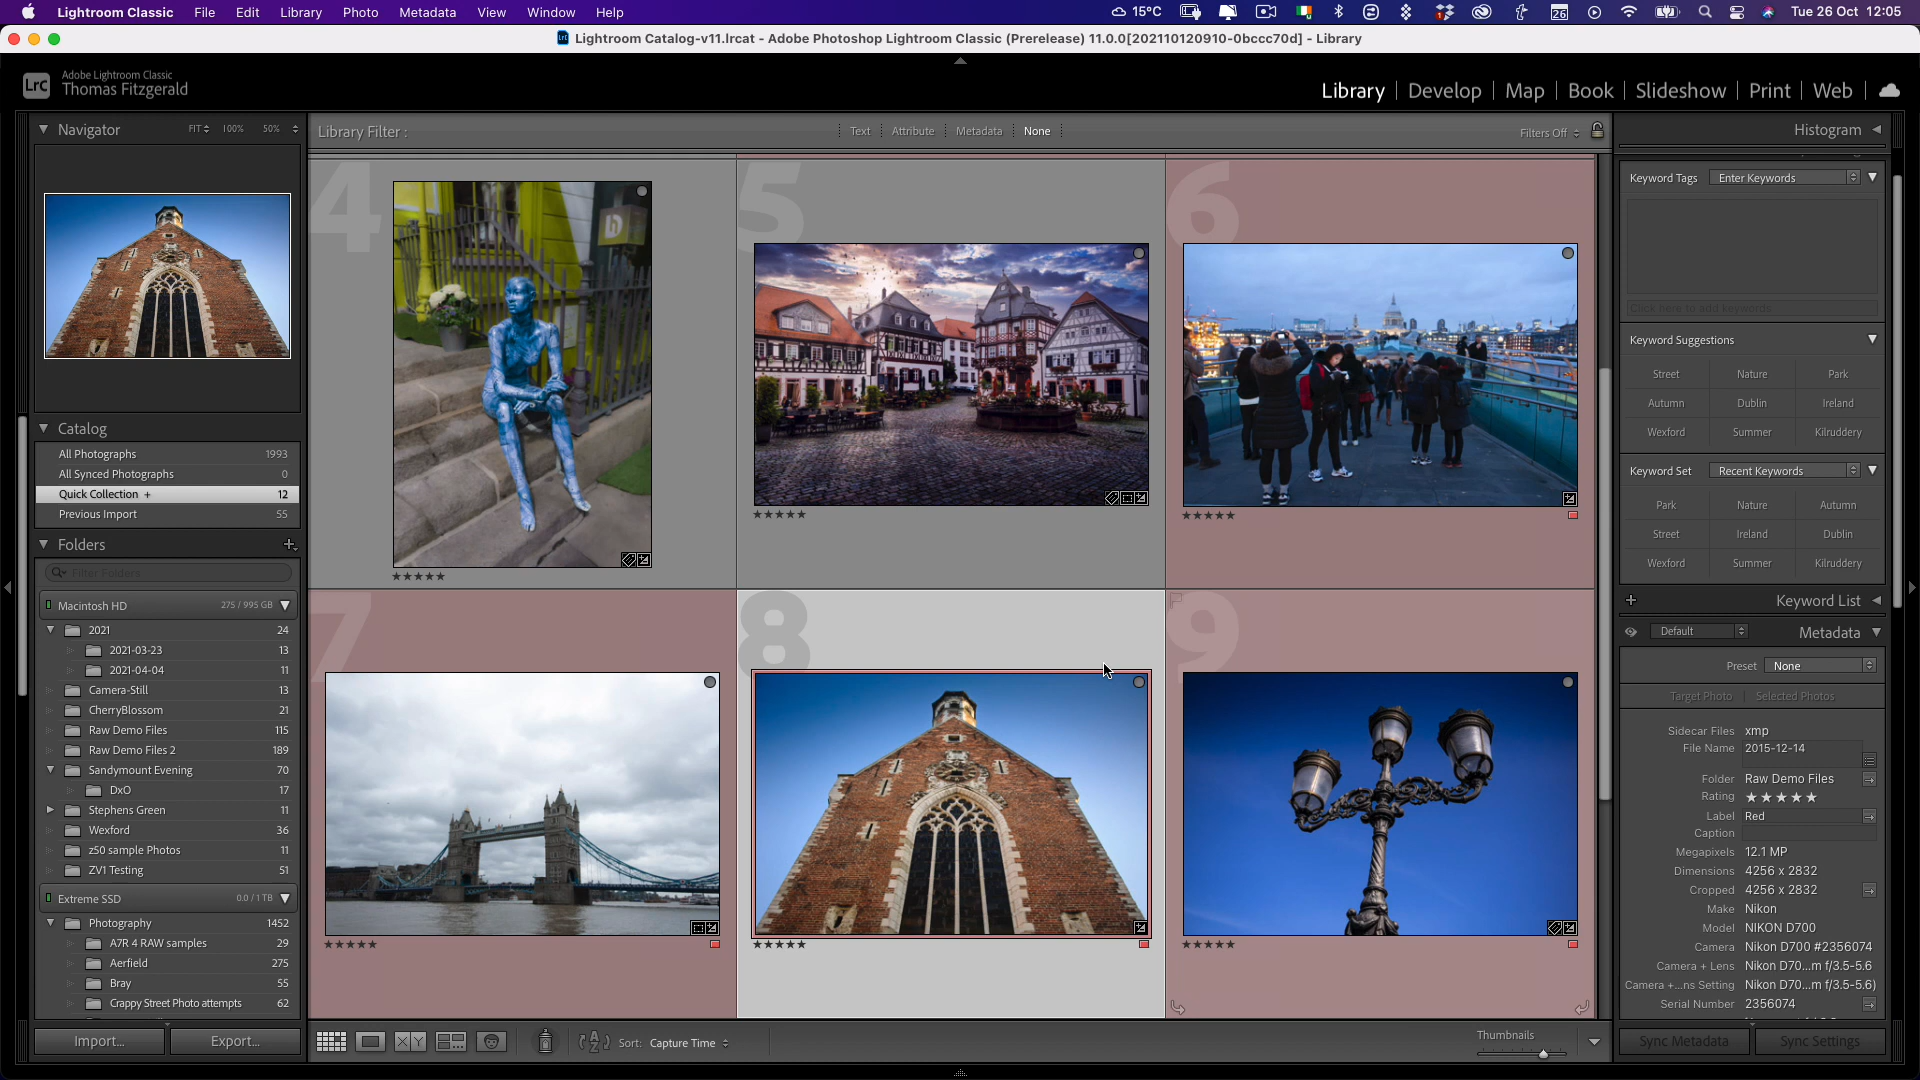 Lightroom Classic File Edit Library Photo Metadata View Window Help 15°C 26 Tue 26 Oct 12:05
Lightroom Catalog-v11.lrcat - Adobe Photoshop Lightroom Classic (Prerelease) 11.0.0[202110120910-0bccc70d] - Library
LrC Adobe Lightroom Classic
Thomas Fitzgerald
Library Develop Map Book Slideshow Print Web
Navigator FIT 100% 50%
Catalog
All Photographs 1993
All Synced Photographs 0
Quick Collection + 12
Previous Import 55
Folders
Filter Folders
Macintosh HD 275 / 995 GB
2021 24
2021-03-23 13
2021-04-04 11
Camera-Still 13
CherryBlossom 21
Raw Demo Files 115
Raw Demo Files 2 189
Sandymount Evening 70
DxO 17
Stephens Green 11
Wexford 36
z50 sample Photos 11
ZV1 Testing 51
Extreme SSD 0.0 / 1 TB
Photography 1452
A7R 4 RAW samples 29
Aerfield 275
Bray 55
Crappy Street Photo attempts 62
Import... Export...
Library Filter : Text Attribute Metadata None Filters Off
4 5 6
7 8 9
Sort: Capture Time Thumbnails
Histogram
Keyword Tags Enter Keywords
Click here to add keywords
Keyword Suggestions
Street Nature Park
Autumn Dublin Ireland
Wexford Summer Kilruddery
Keyword Set Recent Keywords
Park Nature Autumn
Street Ireland Dublin
Wexford Summer Kilruddery
+ Keyword List
Default Metadata
Preset None
Target Photo Selected Photos
Sidecar Files xmp
File Name 2015-12-14
Folder Raw Demo Files
Rating ★★★★★
Label Red
Caption
Megapixels 12.1 MP
Dimensions 4256 x 2832
Cropped 4256 x 2832
Make Nikon
Model NIKON D700
Camera Nikon D700 #2356074
Camera + Lens Nikon D70...m f/3.5-5.6
Camera +...ns Setting Nikon D70...m f/3.5-5.6)
Serial Number 2356074
Sync Metadata Sync Settings